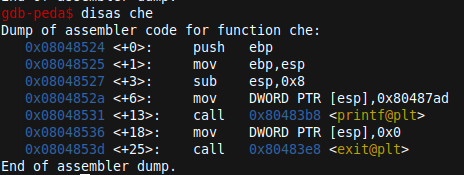 gdb-peda$ disas che
Dump of assembler code for function che:
   0x08048524 <+0>:     push   ebp
   0x08048525 <+1>:     mov    ebp,esp
   0x08048527 <+3>:     sub    esp,0x8
   0x0804852a <+6>:     mov    DWORD PTR [esp],0x80487ad
   0x08048531 <+13>:    call   0x80483b8 <printf@plt>
   0x08048536 <+18>:    mov    DWORD PTR [esp],0x0
   0x0804853d <+25>:    call   0x80483e8 <exit@plt>
End of assembler dump.